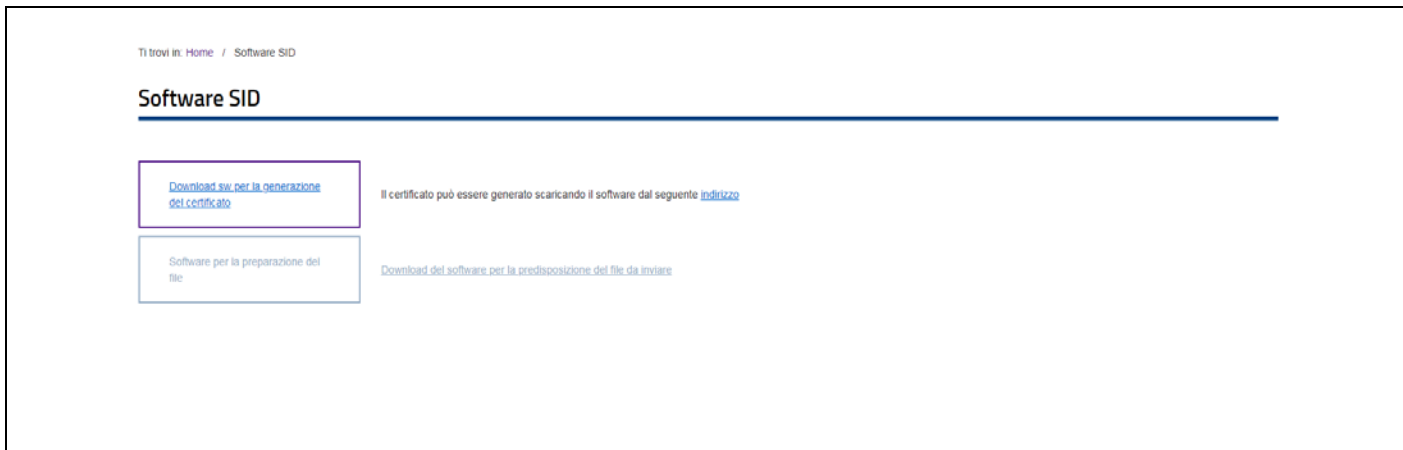 Ti trovi in: Home / Software SID
Software SID
Download sw per la generazione
del certificato
Il certificato può essere generato scaricando il software dal seguente indirizzo
Software per la preparazione del
file
Download del software per la predisposizione del file da inviare